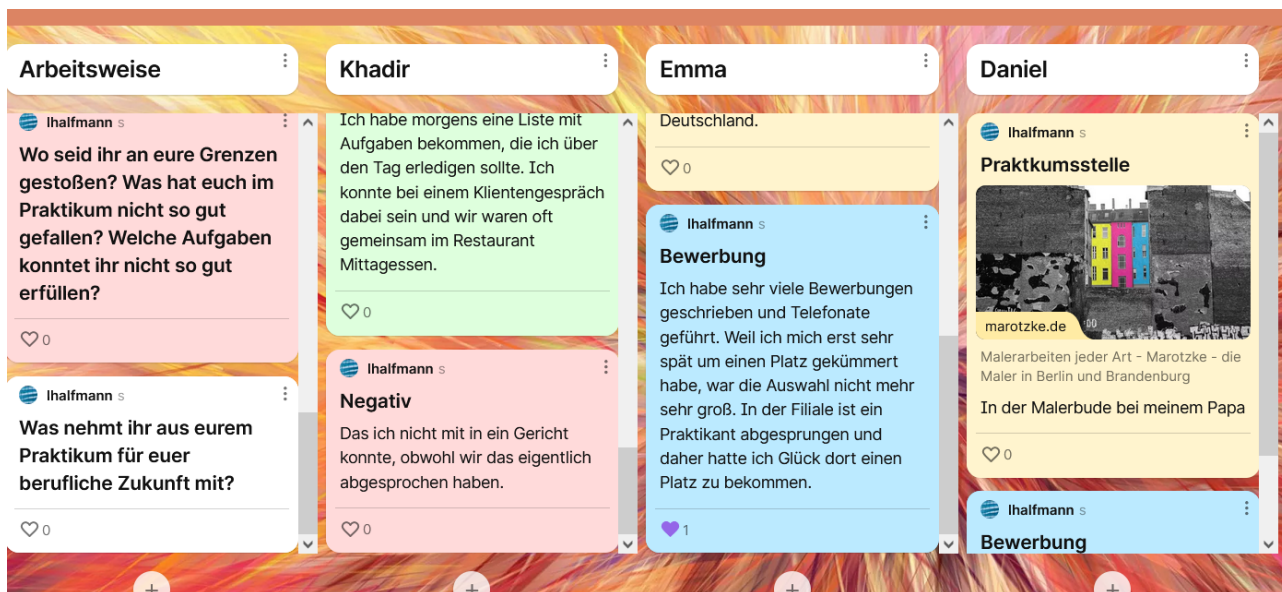 Arbeitsweise
lhalfmann s
Wo seid ihr an eure Grenzen
gestoßen? Was hat euch im
Praktikum nicht so gut
gefallen? Welche Aufgaben
konntet ihr nicht so gut
erfüllen?
0
lhalfmann s
Was nehmt ihr aus eurem
Praktikum für euer
berufliche Zukunft mit?
0
Khadir
Ich habe morgens eine Liste mit
Aufgaben bekommen, die ich über
den Tag erledigen sollte. Ich
konnte bei einem Klientengespräch
dabei sein und wir waren oft
gemeinsam im Restaurant
Mittagessen.
0
lhalfmann s
Negativ
Das ich nicht mit in ein Gericht
konnte, obwohl wir das eigentlich
abgesprochen haben.
0
Emma
Deutschland.
0
lhalfmann s
Bewerbung
Ich habe sehr viele Bewerbungen
geschrieben und Telefonate
geführt. Weil ich mich erst sehr
spät um einen Platz gekümmert
habe, war die Auswahl nicht mehr
sehr groß. In der Filiale ist ein
Praktikant abgesprungen und
daher hatte ich Glück dort einen
Platz zu bekommen.
1
Daniel
lhalfmann s
Praktkumsstelle
marotzke.de
Malerarbeiten jeder Art - Marotzke - die
Maler in Berlin und Brandenburg
In der Malerbude bei meinem Papa
0
lhalfmann s
Bewerbung